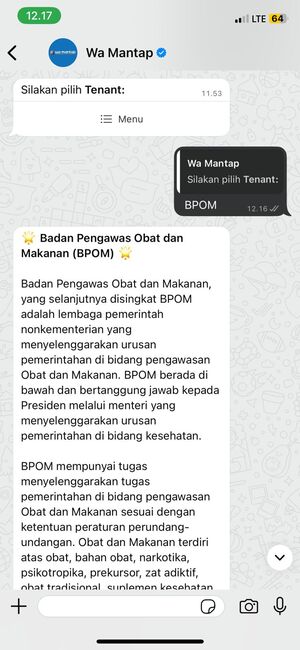 12.17
LTE 64
Wa Mantap
Silakan pilih Tenant:
11.53
Menu
Wa Mantap
Silakan pilih Tenant:
BPOM
12.16
🌟 Badan Pengawas Obat dan
Makanan (BPOM) 🌟
Badan Pengawas Obat dan Makanan,
yang selanjutnya disingkat BPOM
adalah lembaga pemerintah
nonkementerian yang
menyelenggarakan urusan
pemerintahan di bidang pengawasan
Obat dan Makanan. BPOM berada di
bawah dan bertanggung jawab kepada
Presiden melalui menteri yang
menyelenggarakan urusan
pemerintahan di bidang kesehatan.
BPOM mempunyai tugas
menyelenggarakan tugas
pemerintahan di bidang pengawasan
Obat dan Makanan sesuai dengan
ketentuan peraturan perundang-
undangan. Obat dan Makanan terdiri
atas obat, bahan obat, narkotika,
psikotropika, prekursor, zat adiktif,
obat tradisional, suplemen kesehatan